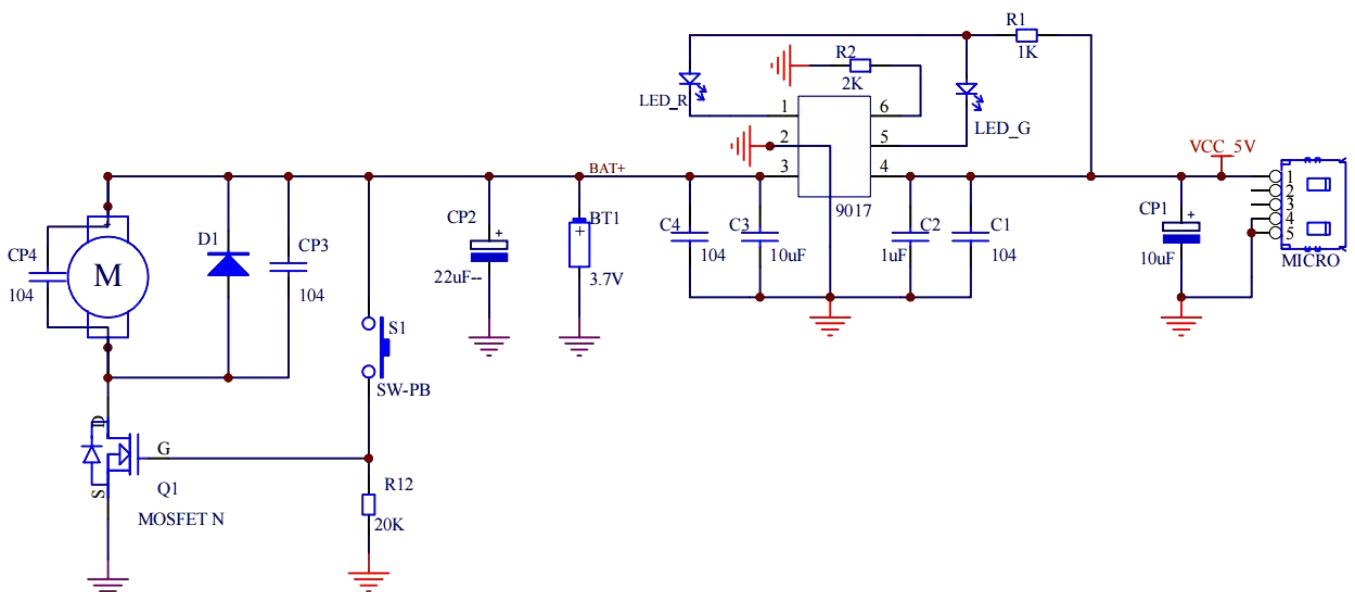 R1
1K
R2
2K
LED_R
LED_G
1
2
3
6
5
4
9017
BAT+
VCC_5V
1
2
3
4
5
MICRO
CP1
+
10uF
C4
104
C3
10uF
C2
1uF
C1
104
CP2
+
22uF--
BT1
+
3.7V
CP4
104
+
M
D1
CP3
104
S1
SW-PB
D
G
S
Q1
MOSFET N
R12
20K